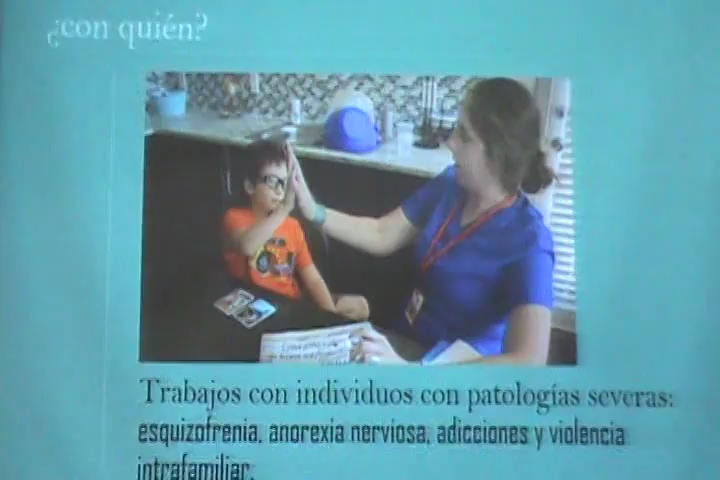 ¿con quién?
Trabajos con individuos con patologías severas:
esquizofrenia, anorexia nerviosa, adicciones y violencia
intrafamiliar.